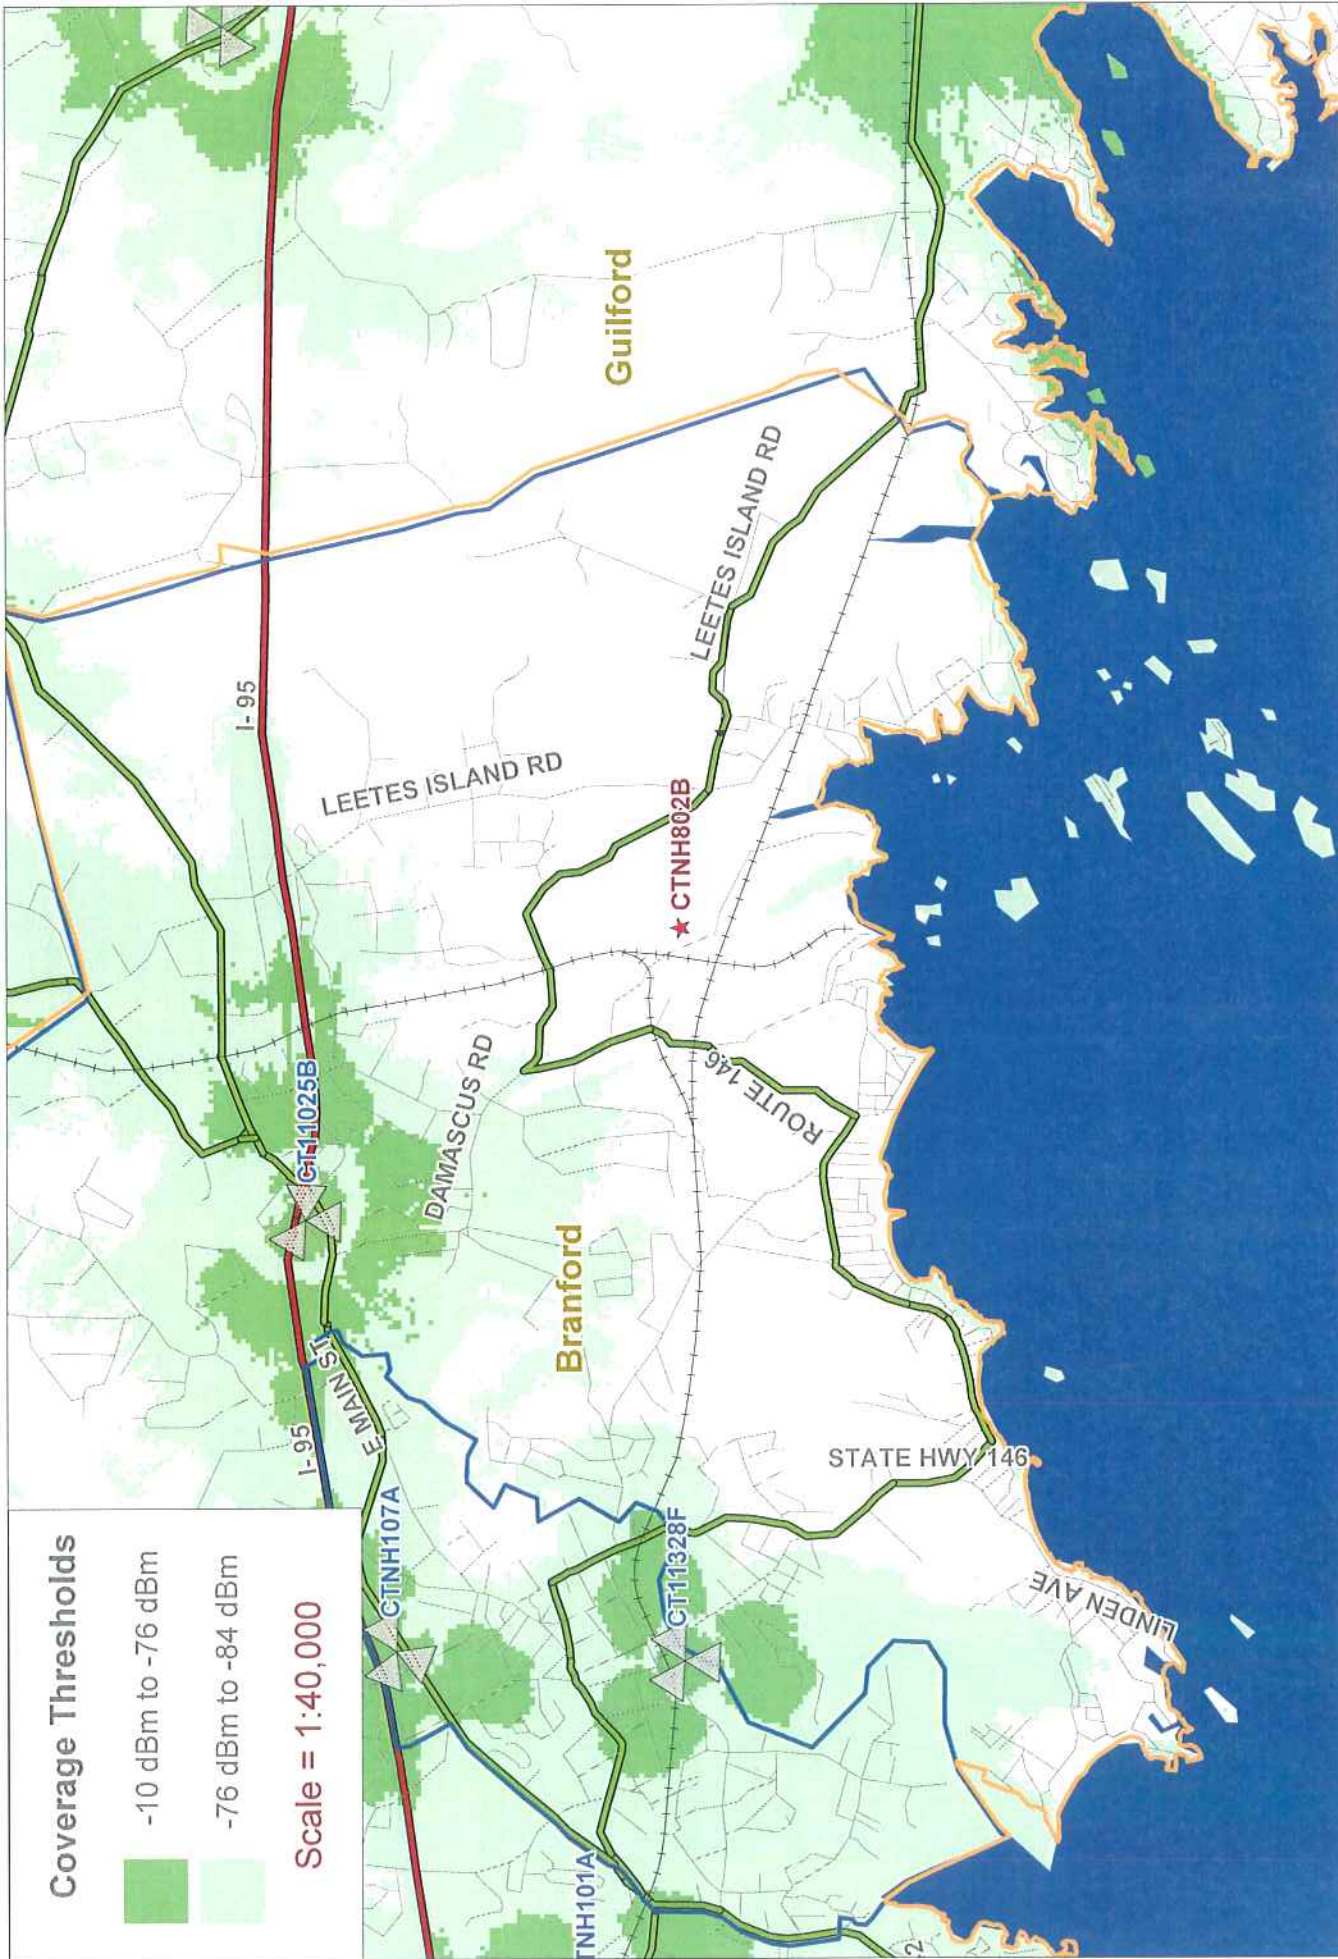 Coverage Thresholds
-10 dBm to -76 dBm
-76 dBm to -84 dBm
Scale = 1:40,000
I-95
E MAIN ST
CT11025B
I-95
CTNH107A
LEETES ISLAND RD
Guilford
DAMASCUS RD
Branford
LEETES ISLAND RD
CTNH802B
CT11328F
ROUTE 146
TNH101A
STATE HWY 146
LINDEN AVE
2